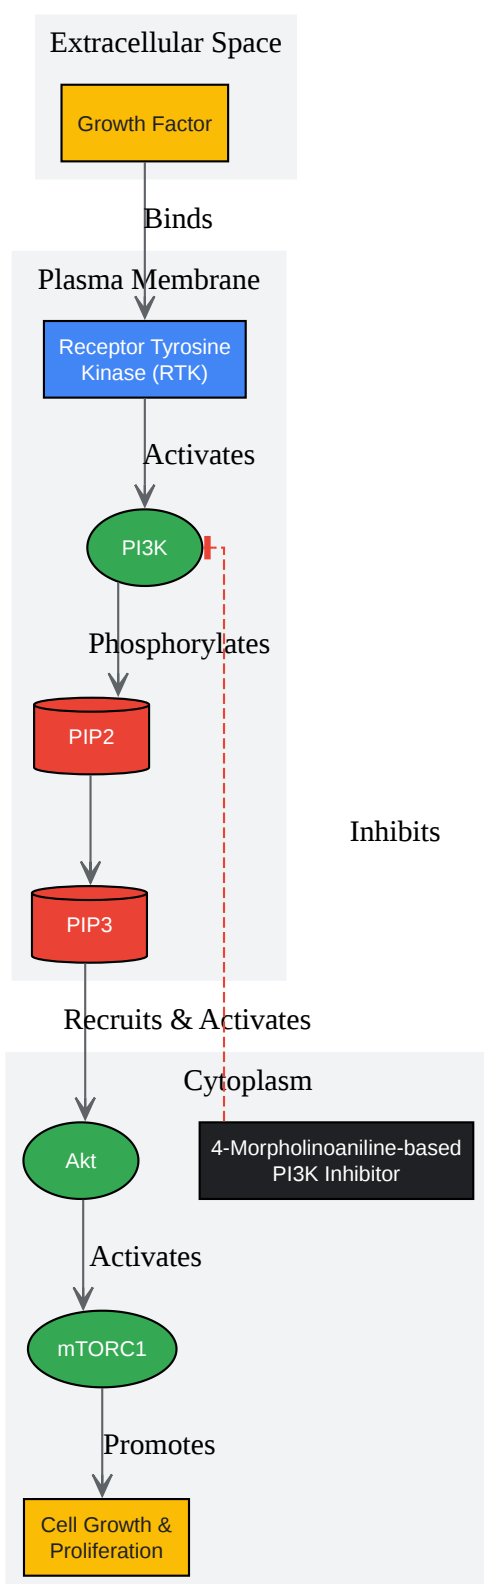 Extracellular Space
Growth Factor
Binds
Plasma Membrane
Receptor Tyrosine
Kinase (RTK)
Activates
PI3K
Phosphorylates
PIP2
Inhibits
PIP3
Recruits & Activates
Cytoplasm
4-Morpholinoaniline-based
PI3K Inhibitor
Akt
Activates
mTORC1
Promotes
Cell Growth &
Proliferation